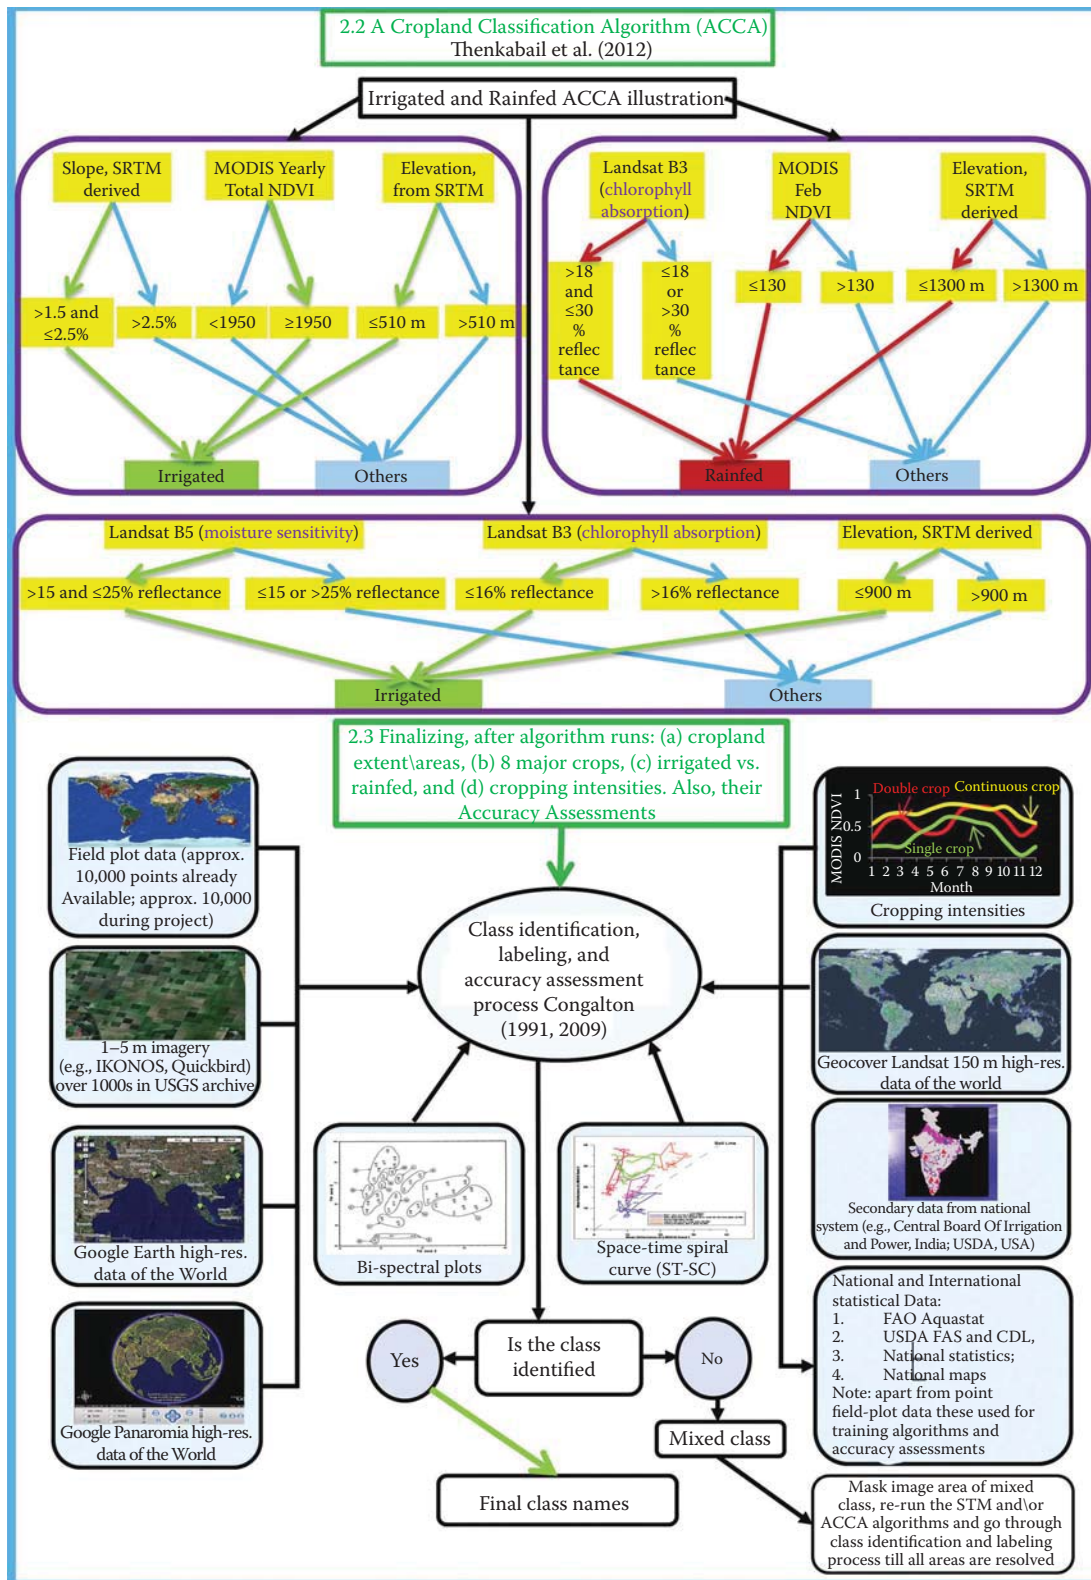 2.2 A Cropland Classification Algorithm (ACCA)
Thenkabail et al. (2012)
Irrigated and Rainfed ACCA illustration
Slope, SRTM
derived
MODIS Yearly
Total NDVI
Elevation,
from SRTM
>1.5 and
≤2.5%
>2.5%
<1950
≥1950
≤510 m
>510 m
Irrigated
Others
Landsat B3
(chlorophyll
absorption)
MODIS
Feb
NDVI
Elevation,
SRTM
derived
>18
and
≤30
%
reflec
tance
≤18
or
>30
%
reflec
tance
≤130
>130
≤1300 m
>1300 m
Rainfed
Others
Landsat B5 (moisture sensitivity)
Landsat B3 (chlorophyll absorption)
Elevation, SRTM derived
>15 and ≤25% reflectance
≤15 or >25% reflectance
≤16% reflectance
>16% reflectance
≤900 m
>900 m
Irrigated
Others
2.3 Finalizing, after algorithm runs: (a) cropland
extent\areas, (b) 8 major crops, (c) irrigated vs.
rainfed, and (d) cropping intensities. Also, their
Accuracy Assessments
Field plot data (approx.
10,000 points already
Available; approx. 10,000
during project)
1–5 m imagery
(e.g., IKONOS, Quickbird)
over 1000s in USGS archive
Google Earth high-res.
data of the World
Google Panaromia high-res.
data of the World
Class identification,
labeling, and
accuracy assessment
process Congalton
(1991, 2009)
Bi-spectral plots
Space-time spiral
curve (ST-SC)
Double crop
Continuous crop
Single crop
MODIS NDVI
1
0.5
0
1 2 3 4 5 6 7 8 9 10 11 12
Month
Cropping intensities
Geocover Landsat 150 m high-res.
data of the world
Secondary data from national
system (e.g., Central Board Of Irrigation
and Power, India; USDA, USA)
National and International
statistical Data:
1. FAO Aquastat
2. USDA FAS and CDL,
3. National statistics;
4. National maps
Note: apart from point
field-plot data these used for
training algorithms and
accuracy assessments
Is the class
identified
Yes
No
Mixed class
Final class names
Mask image area of mixed
class, re-run the STM and\or
ACCA algorithms and go through
class identification and labeling
process till all areas are resolved